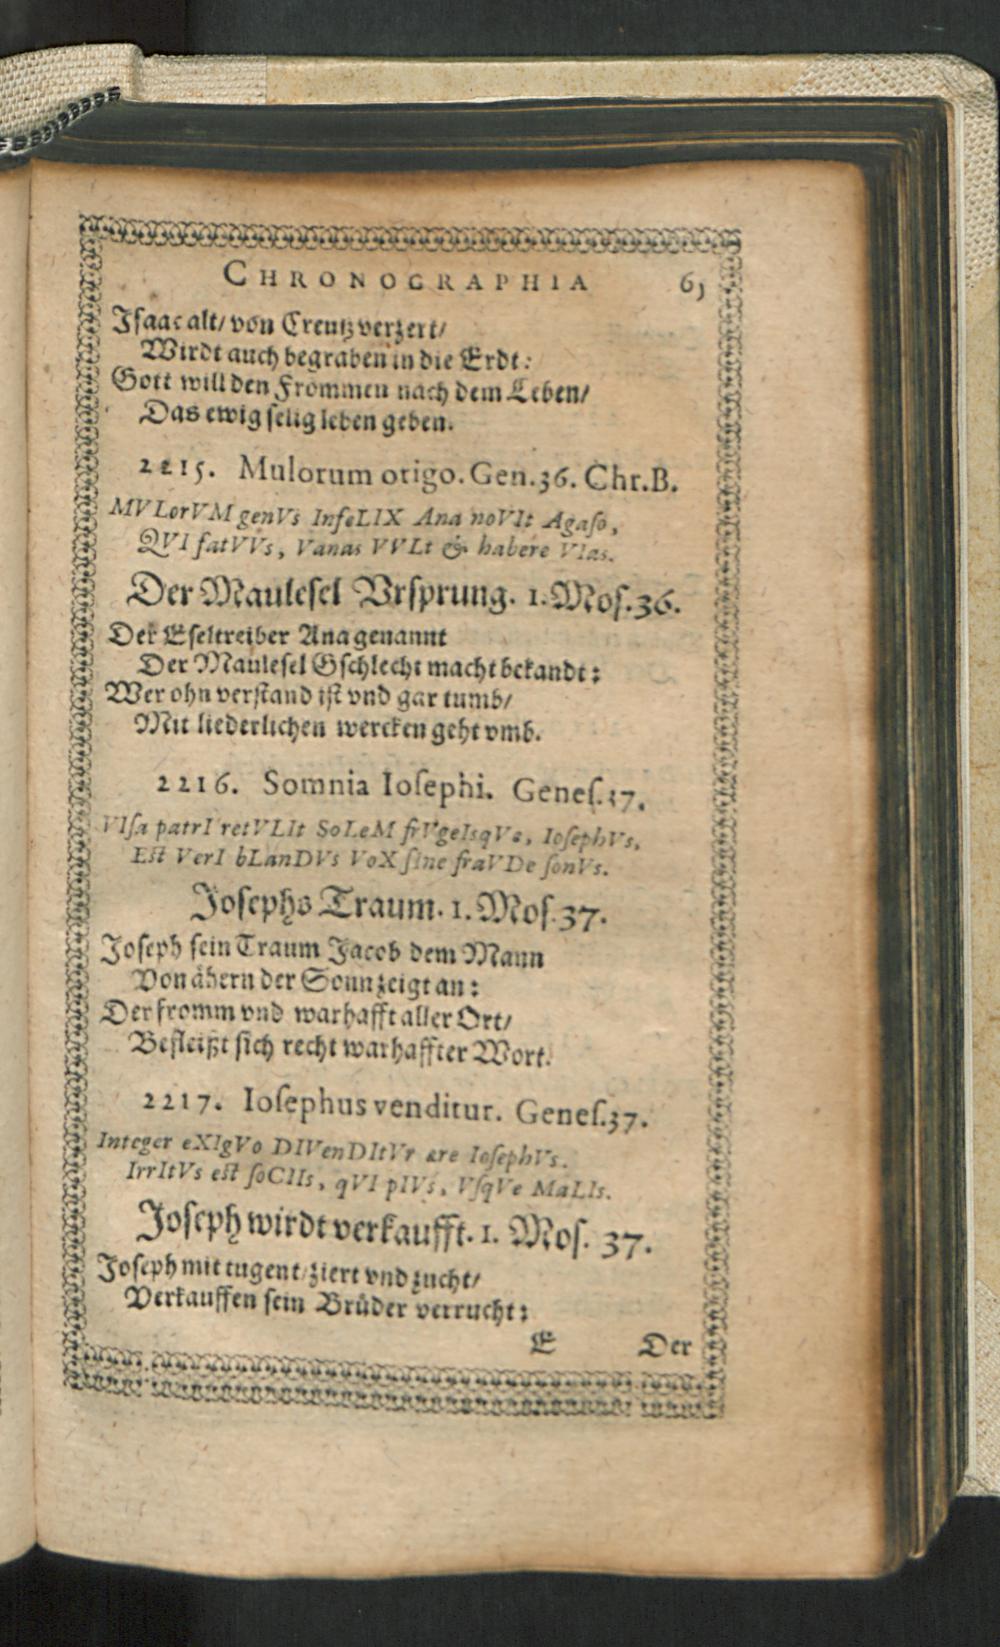 CHRONOGRAPHIA 65
Jsaac alt/ von Creutz verzert/
Wirdt auch begraben in die Erdt:
Gott will den Frommen nach dem Leben/
Das ewig selig leben geben.
2215. Mulorum origo. Gen. 36. Chr. B.
MVLorVM genVs InfeLIX Ana noVIt Agaſo,
QVI fatVVs, Vanas VVLt & habere VIas.
Der Mauleſel Vrſprung. 1. Moſ. 36.
Der Eſeltreiber Ana genannt
Der Mauleſel Gſchlecht macht bekandt:
Wer ohn verſtand iſt vnd gar tumb/
Mit liederlichen wercken geht vmb.
2216. Somnia Ioſephi. Geneſ. 37.
VIſa patrI retVLIt SoLeM frVgeIsqVe, IoſephVs,
Eſt VerI bLanDVs VoX ſine fraVDe ſonVs.
Joſephs Traum. 1. Moſ. 37.
Joſeph ſein Traum Jacob dem Mann
Von åhern der Sonn zeigt an:
Der fromm vnd warhafft aller Ort/
Befleißt ſich recht warhaffter Wort.
2217. Ioſephus venditur. Geneſ. 37.
Integer eXIgVo DIVenDItVr ære IoſephVs.
IrrItVs eſt ſoCIIs, qVI pIVs, VſqVe MaLIs.
Joſeph wirdt verkaufft. 1. Moſ. 37.
Joſeph mit tugent ziert vnd zucht/
Verkauffen ſein Brůder verrucht:
E Der